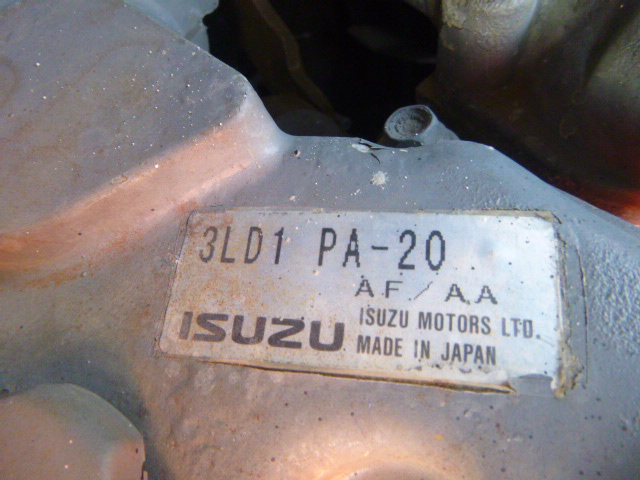 3LD1 PA-20
AF/AA
ISUZU ISUZU MOTORS LTD.
MADE IN JAPAN